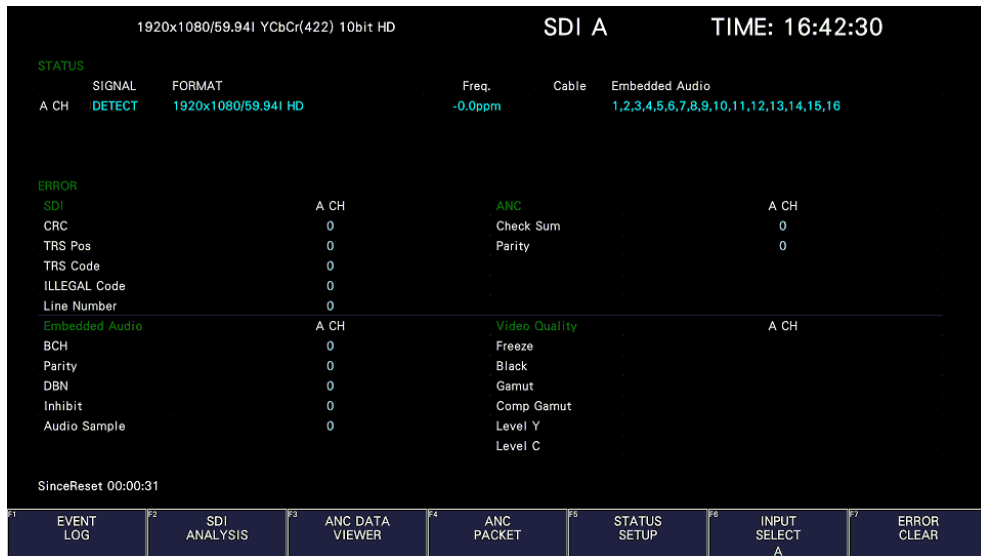 1920x1080/59.94I YCbCr(422) 10bit HD SDI A TIME: 16:42:30
STATUS
SIGNAL FORMAT Freq. Cable Embedded Audio
A CH DETECT 1920x1080/59.94I HD -0.0ppm 1,2,3,4,5,6,7,8,9,10,11,12,13,14,15,16
ERROR
SDI A CH ANC A CH
CRC 0 Check Sum 0
TRS Pos 0 Parity 0
TRS Code 0
ILLEGAL Code 0
Line Number 0
Embedded Audio A CH Video Quality A CH
BCH 0 Freeze
Parity 0 Black
DBN 0 Gamut
Inhibit 0 Comp Gamut
Audio Sample 0 Level Y
Level C
SinceReset 00:00:31
F1 EVENT LOG
F2 SDI ANALYSIS
F3 ANC DATA VIEWER
F4 ANC PACKET
F5 STATUS SETUP
F6 INPUT SELECT A
F7 ERROR CLEAR